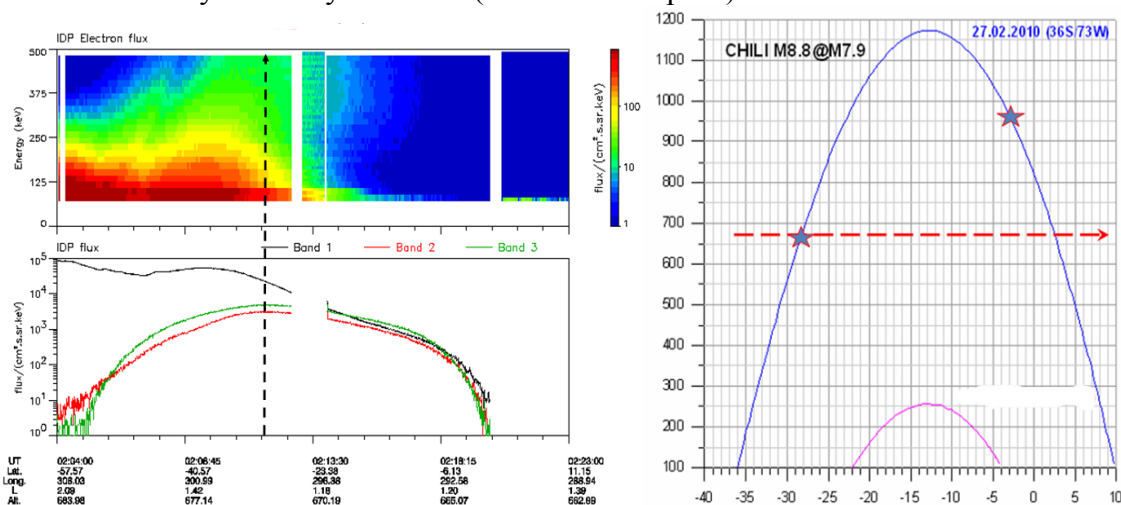 IDP Electron flux
500
375
250
125
0
Energy (keV)
100
10
1
flux/(cm².s.sr.keV)
IDP flux
Band 1
Band 2
Band 3
10⁵
10⁴
10³
10²
10¹
10⁰
flux/(cm².s.sr.keV)
UT 02:04:00 02:08:45 02:13:30 02:18:15 02:23:00
Lat. -57.57 -40.57 -23.38 -6.13 11.15
Long. 308.03 300.99 296.38 292.58 288.94
L 2.09 1.42 1.18 1.20 1.39
Alt. 683.98 677.14 670.19 665.07 662.69
27.02.2010 (36S/73W)
CHILI M8.8@M7.9
1200
1100
1000
900
800
700
600
500
400
300
200
100
-40 -35 -30 -25 -20 -15 -10 -5 0 5 10